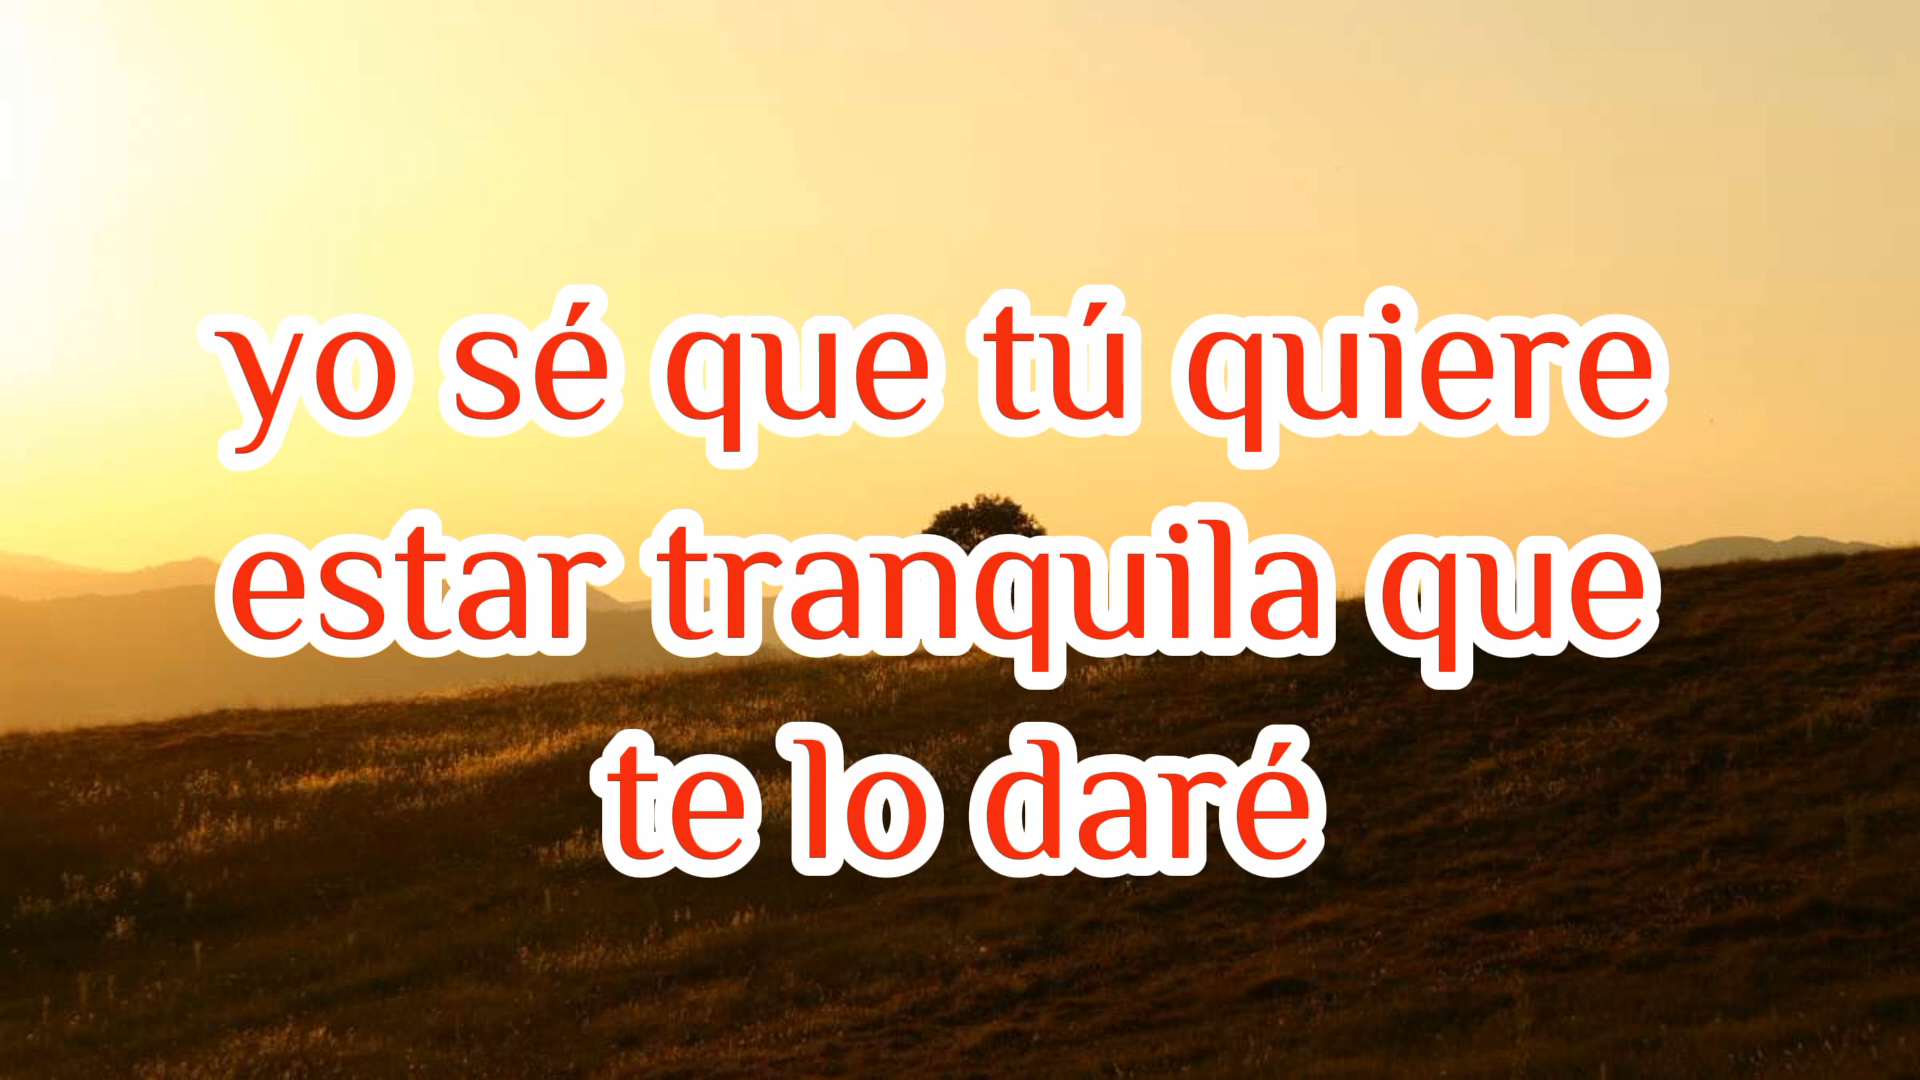 yo sé que tú quiere
estar tranquila que
te lo daré